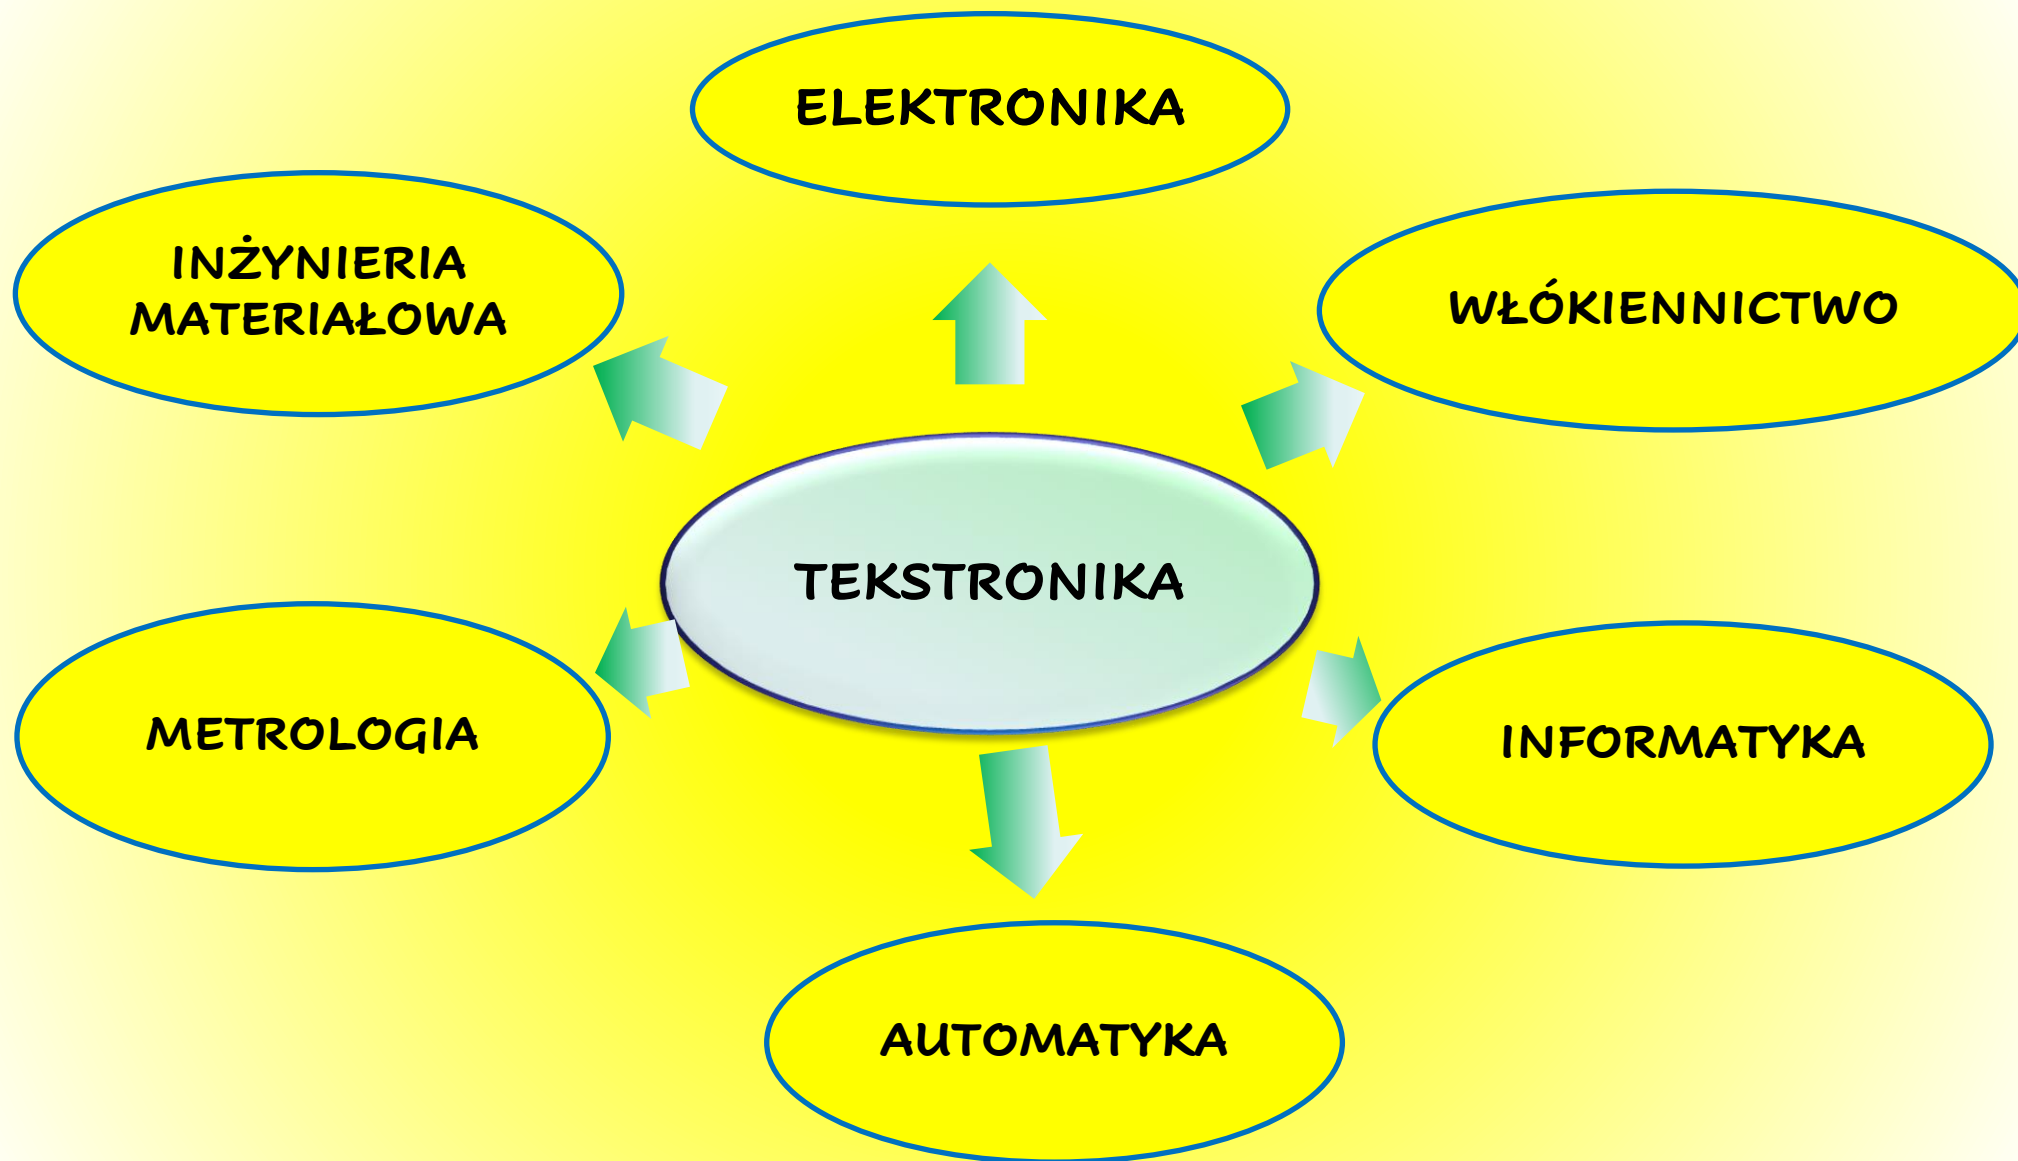 ELEKTRONIKA
INŻYNIERIA
MATERIAŁOWA
WŁÓKIENNICTWO
TEKSTRONIKA
METROLOGIA
INFORMATYKA
AUTOMATYKA